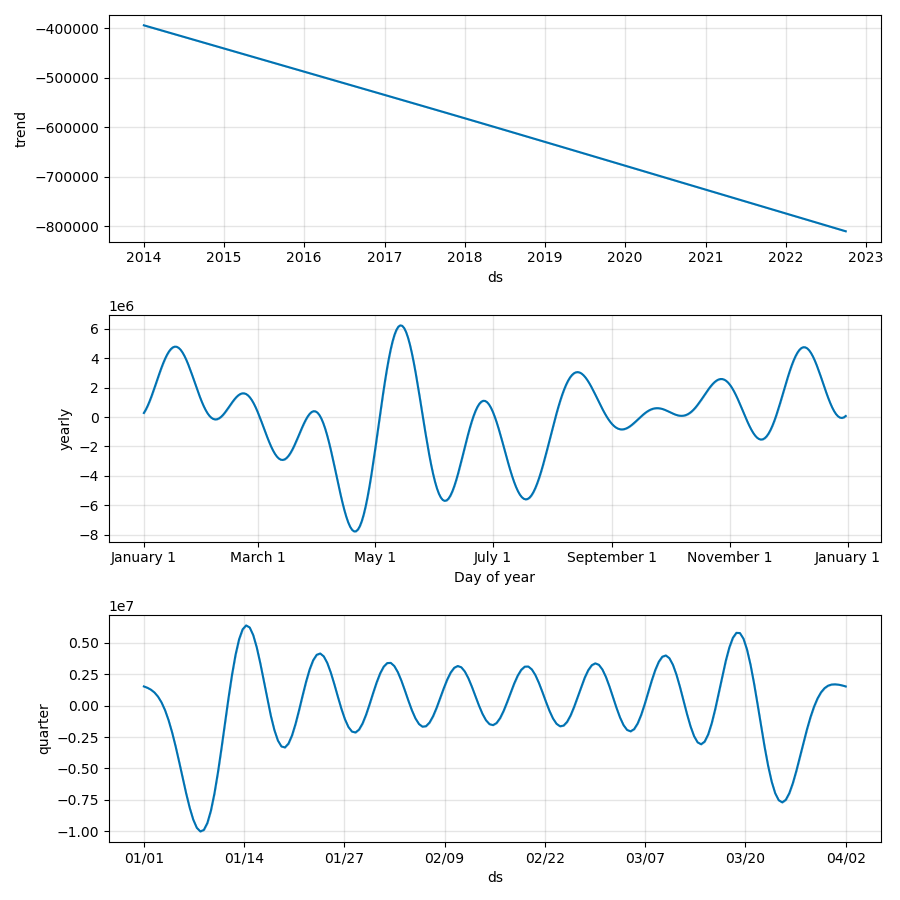 −400000
−500000
−600000
−700000
−800000
trend
2014 2015 2016 2017 2018 2019 2020 2021 2022 2023
ds
1e6
6
4
2
0
−2
−4
−6
−8
yearly
January 1 March 1 May 1 July 1 September 1 November 1 January 1
Day of year
1e7
0.50
0.25
0.00
−0.25
−0.50
−0.75
−1.00
quarter
01/01 01/14 01/27 02/09 02/22 03/07 03/20 04/02
ds